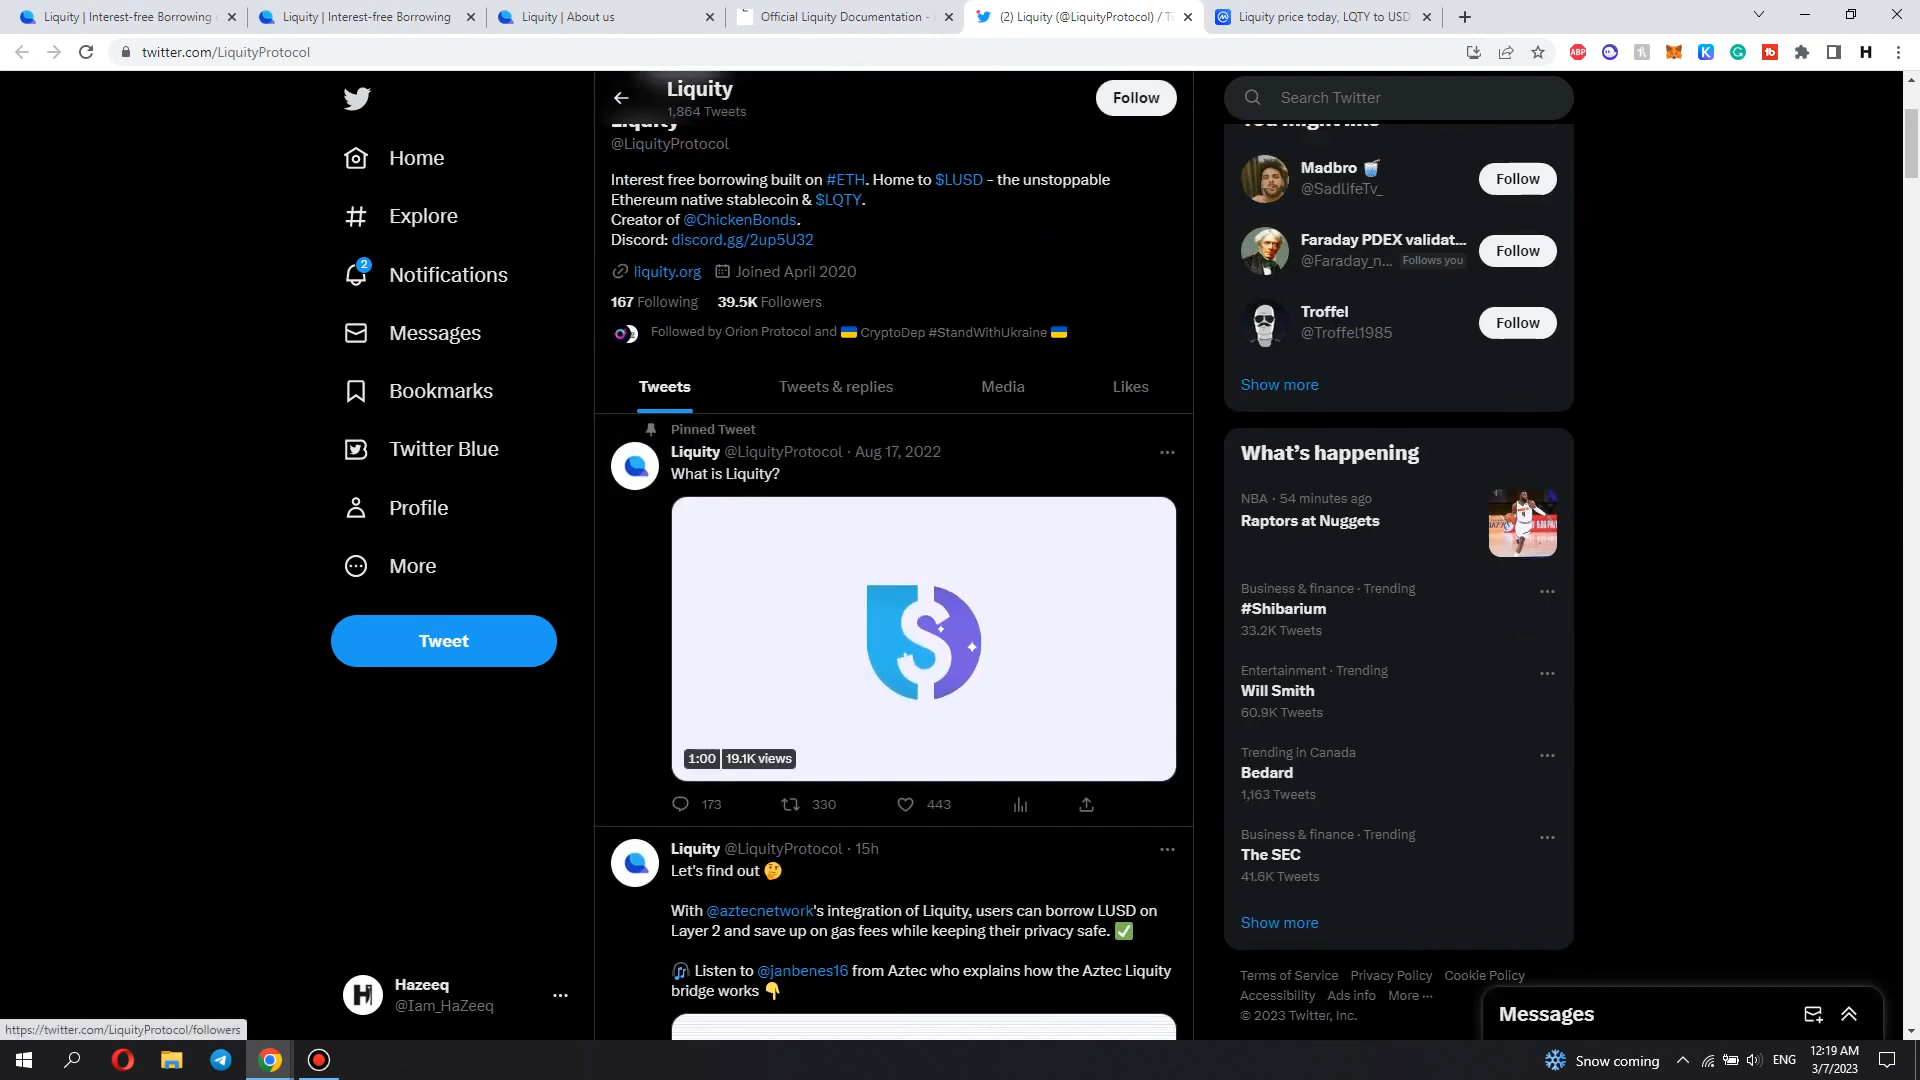 Liquity | Interest-free Borrowing
Liquity | Interest-free Borrowing
Liquity | About us
Official Liquity Documentation -
(2) Liquity (@LiquityProtocol) / Tw
Liquity price today, LQTY to USD
twitter.com/LiquityProtocol
Home
Explore
2
Notifications
Messages
Bookmarks
Twitter Blue
Profile
More
Tweet
Hazeeq
@Iam_HaZeeq
https://twitter.com/LiquityProtocol/followers
Liquity
1,864 Tweets
Follow
Liquity
@LiquityProtocol
Interest free borrowing built on #ETH. Home to $LUSD - the unstoppable
Ethereum native stablecoin & $LQTY.
Creator of @ChickenBonds.
Discord: discord.gg/2up5U32
liquity.org Joined April 2020
167 Following 39.5K Followers
Followed by Orion Protocol and 🇺🇦 CryptoDep #StandWithUkraine 🇺🇦
Tweets Tweets & replies Media Likes
Pinned Tweet
Liquity @LiquityProtocol · Aug 17, 2022
What is Liquity?
1:00 19.1K views
173 330 443
Liquity @LiquityProtocol · 15h
Let's find out 🤔
With @aztecnetwork's integration of Liquity, users can borrow LUSD on
Layer 2 and save up on gas fees while keeping their privacy safe. ✅
🎧 Listen to @janbenes16 from Aztec who explains how the Aztec Liquity
bridge works 👇
Search Twitter
You might like
Madbro 🥤
@SadlifeTv_
Follow
Faraday PDEX validat...
@Faraday_n... Follows you
Follow
Troffel
@Troffel1985
Follow
Show more
What's happening
NBA · 54 minutes ago
Raptors at Nuggets
Business & finance · Trending
#Shibarium
33.2K Tweets
Entertainment · Trending
Will Smith
60.9K Tweets
Trending in Canada
Bedard
1,163 Tweets
Business & finance · Trending
The SEC
41.6K Tweets
Show more
Terms of Service Privacy Policy Cookie Policy
Accessibility Ads info More ···
© 2023 Twitter, Inc.
Messages
Snow coming
ENG
12:19 AM
3/7/2023